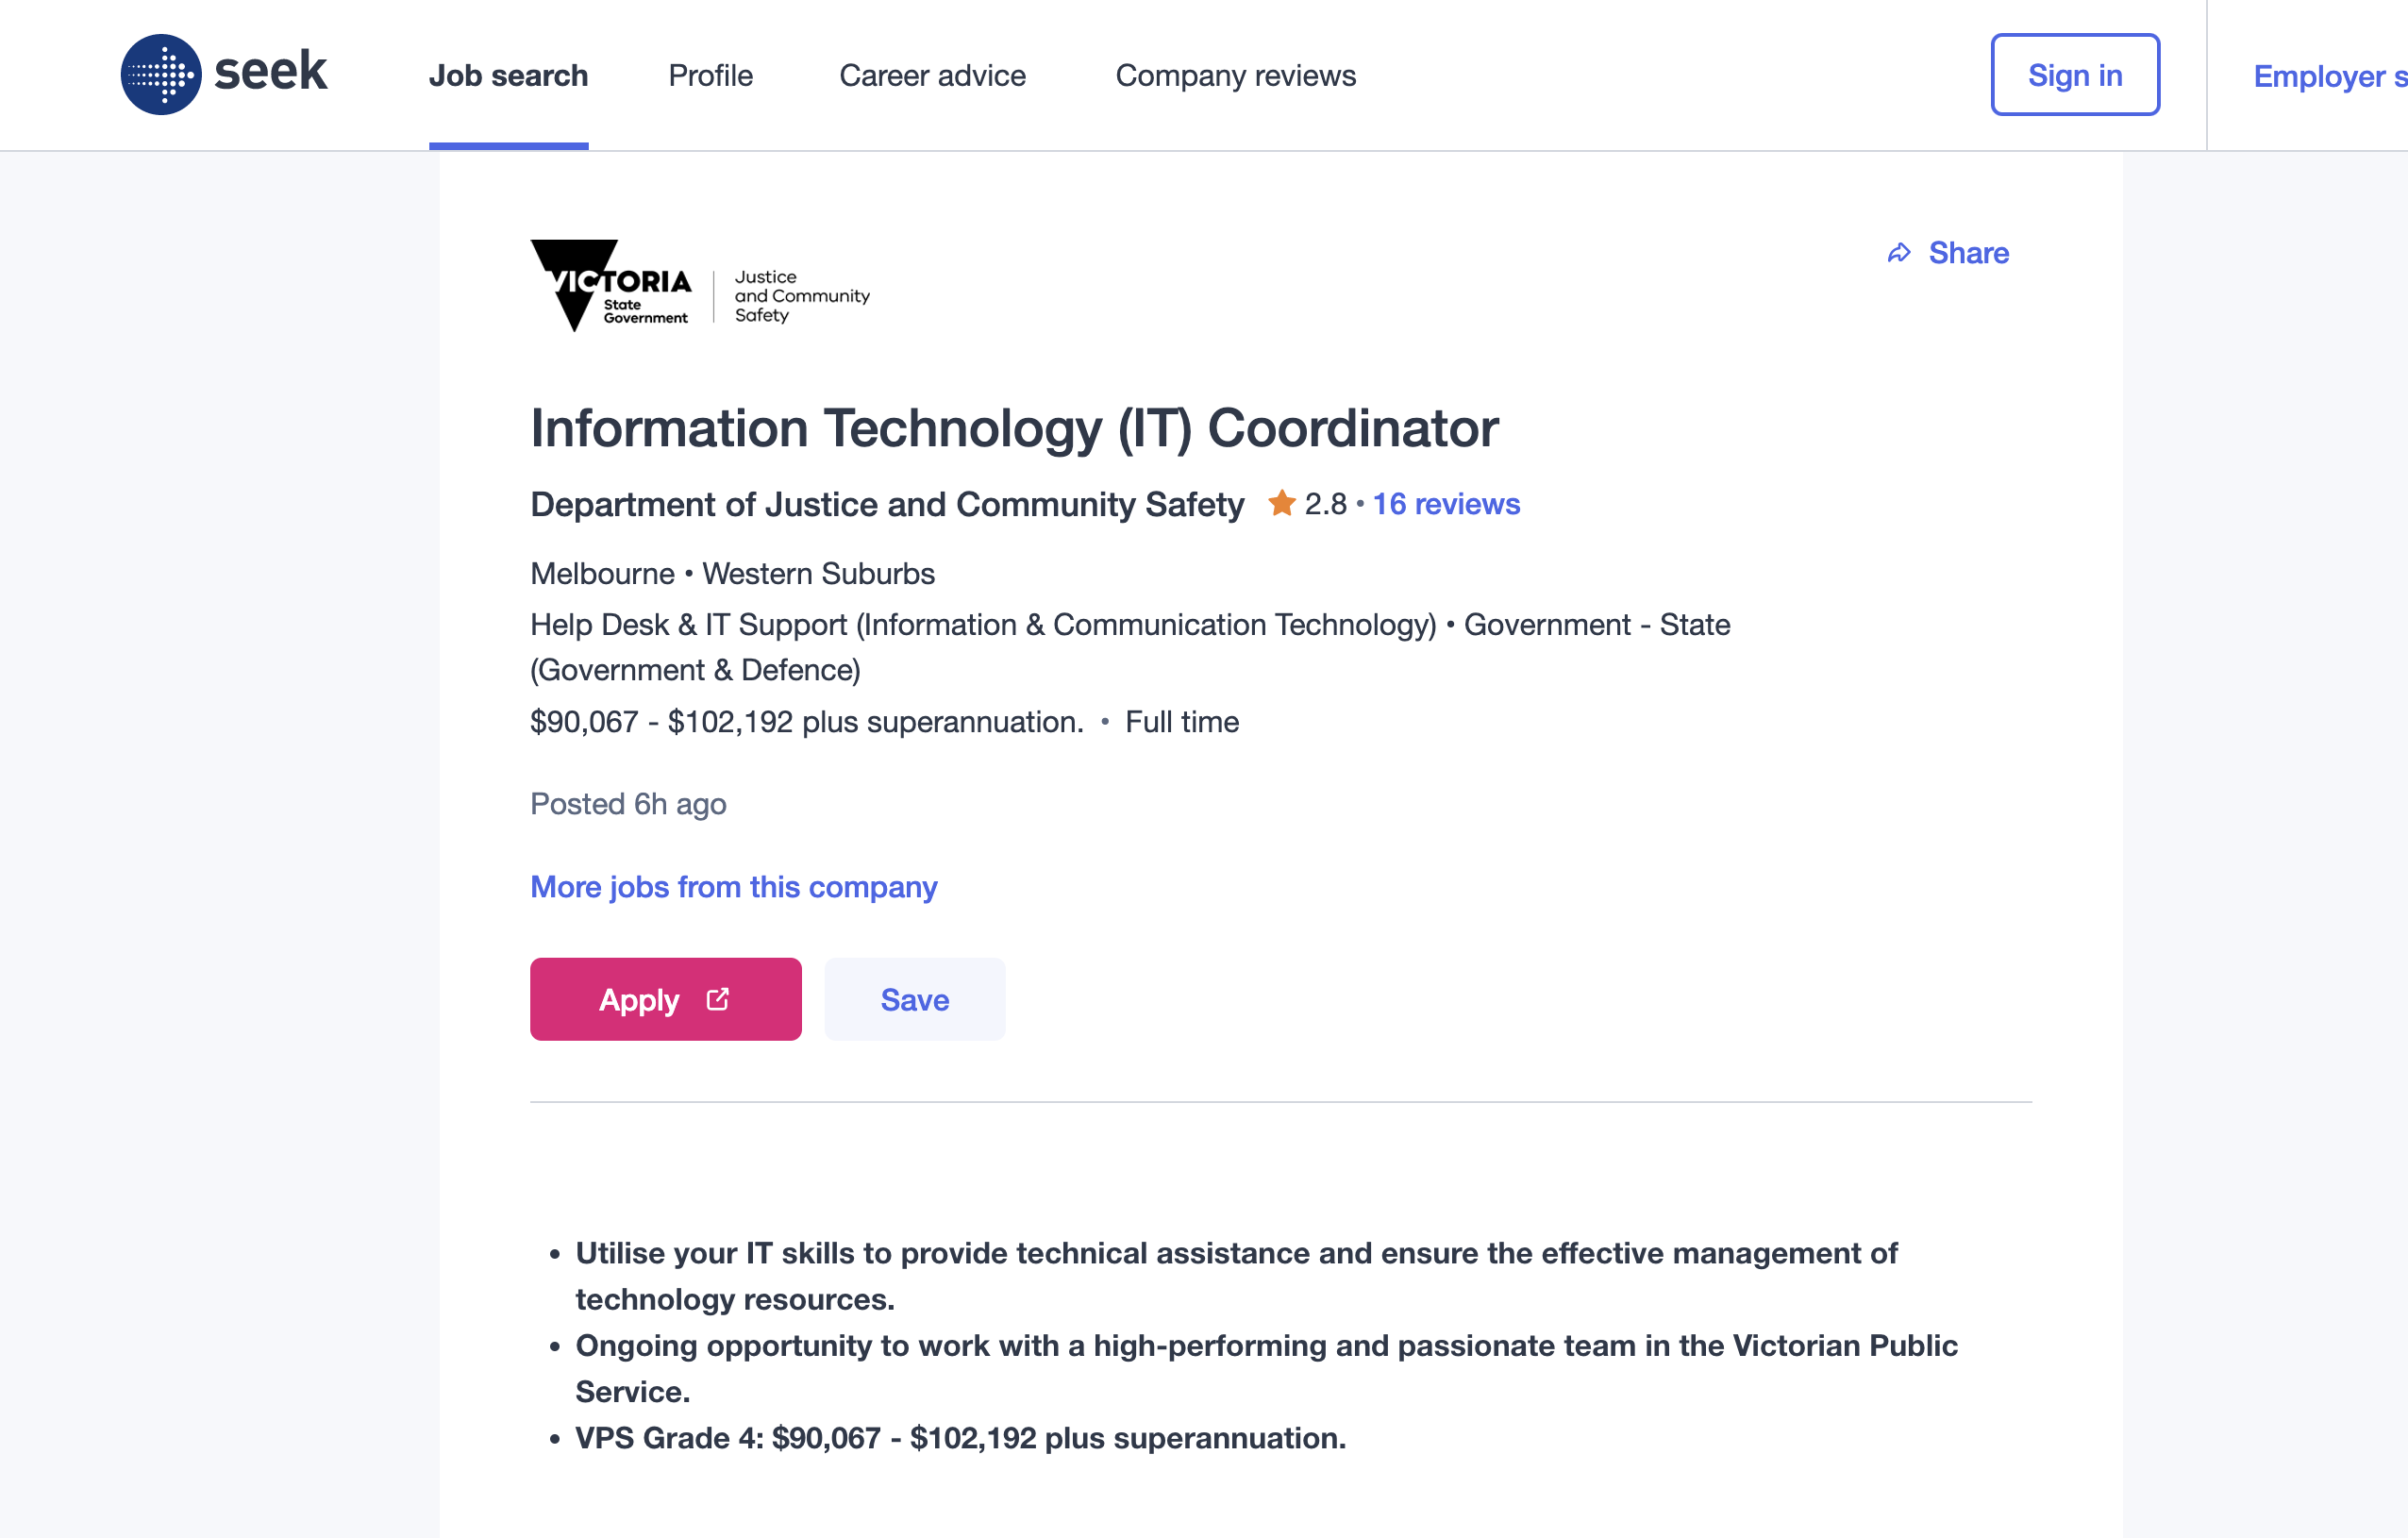 seek
Job search
Profile
Career advice
Company reviews
Sign in
Employer s
VICTORIA
State
Government
Justice
and Community
Safety
Share
Information Technology (IT) Coordinator
Department of Justice and Community Safety 2.8 • 16 reviews
Melbourne • Western Suburbs
Help Desk & IT Support (Information & Communication Technology) • Government - State
(Government & Defence)
$90,067 - $102,192 plus superannuation. • Full time
Posted 6h ago
More jobs from this company
Apply
Save
• Utilise your IT skills to provide technical assistance and ensure the effective management of
technology resources.
• Ongoing opportunity to work with a high-performing and passionate team in the Victorian Public
Service.
• VPS Grade 4: $90,067 - $102,192 plus superannuation.